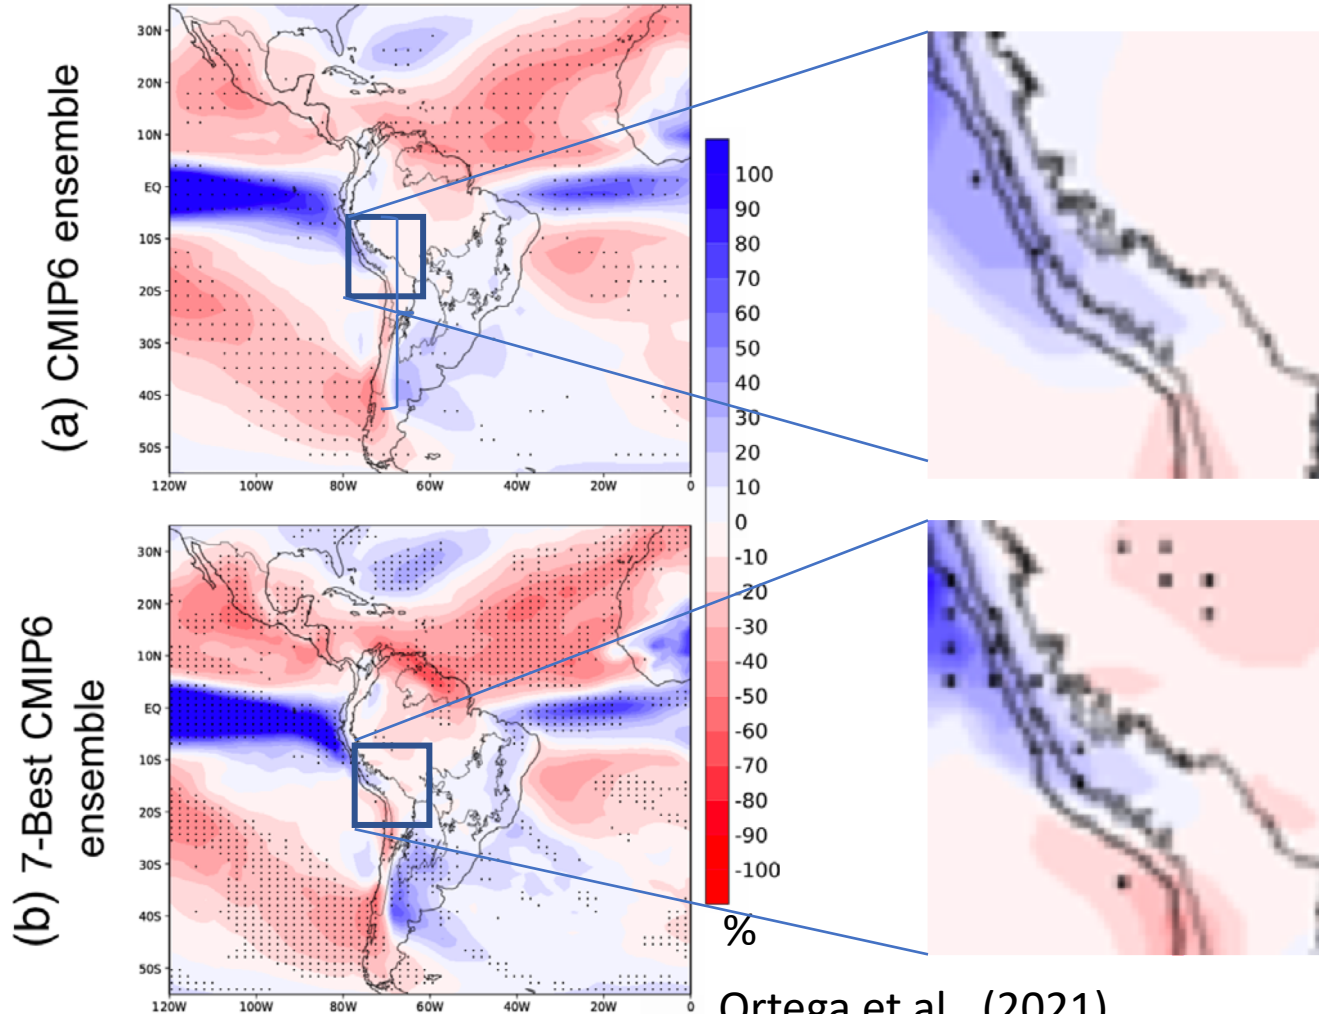 (a) CMIP6 ensemble
30N
20N
10N
EQ
10S
20S
30S
40S
50S
120W 100W 80W 60W 40W 20W 0
100
90
80
70
60
50
40
30
20
10
0
-10
-20
-30
-40
-50
-60
-70
-80
-90
-100
%
(b) 7-Best CMIP6
ensemble
30N
20N
10N
EQ
10S
20S
30S
40S
50S
120W 100W 80W 60W 40W 20W 0
Ortega et al., (2021)